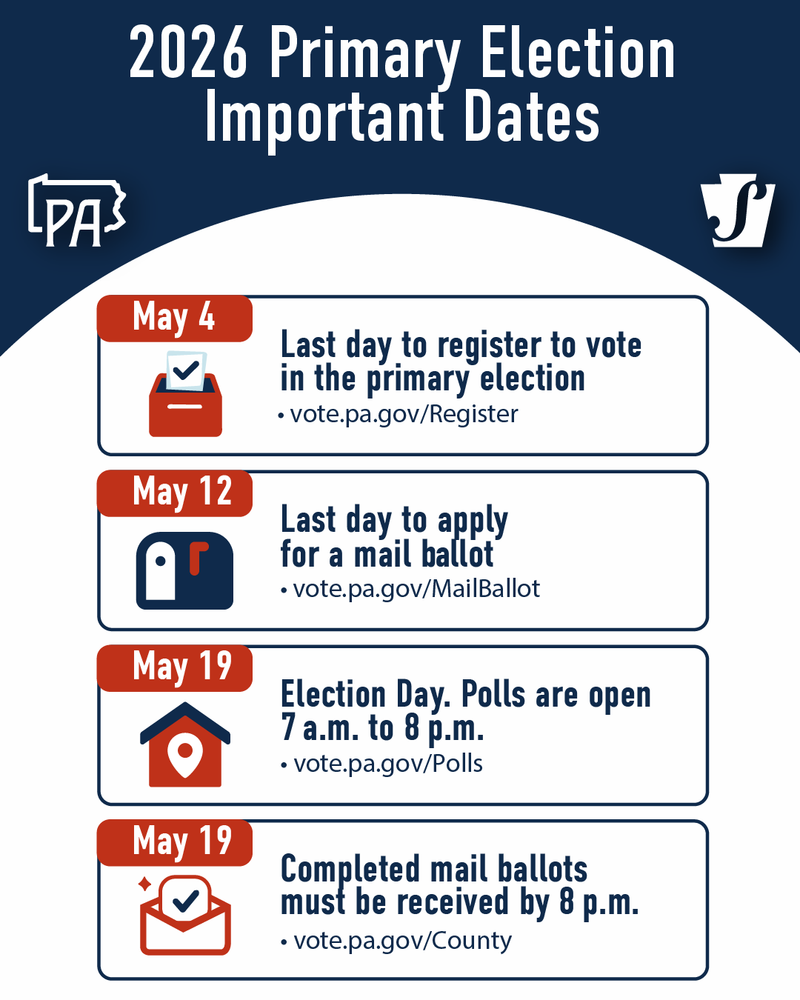 2026 Primary Election
Important Dates
PA
May 4
Last day to register to vote
in the primary election
• vote.pa.gov/Register
May 12
Last day to apply
for a mail ballot
• vote.pa.gov/MailBallot
May 19
Election Day. Polls are open
7 a.m. to 8 p.m.
• vote.pa.gov/Polls
May 19
Completed mail ballots
must be received by 8 p.m.
• vote.pa.gov/County